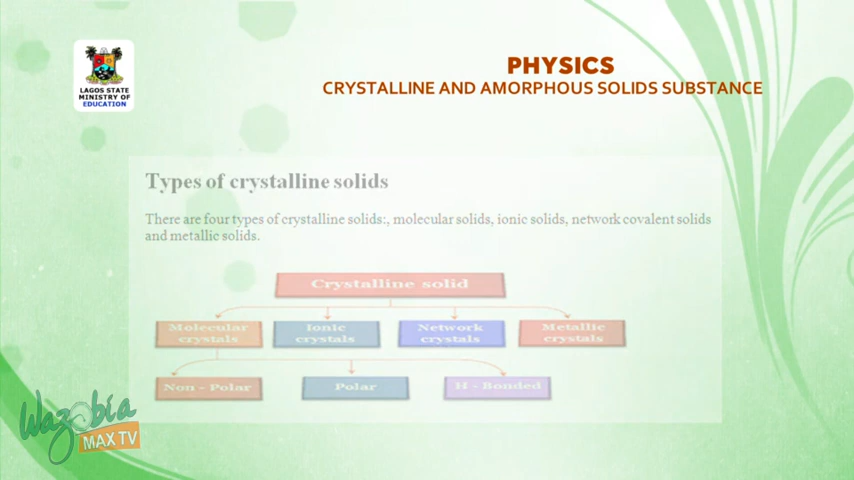 LAGOS STATE
MINISTRY OF
EDUCATION
PHYSICS
CRYSTALLINE AND AMORPHOUS SOLIDS SUBSTANCE
Types of crystalline solids
There are four types of crystalline solids:, molecular solids, ionic solids, network covalent solids
and metallic solids.
Crystalline solid
Molecular
crystals
Ionic
crystals
Network
crystals
Metallic
crystals
Non - Polar
Polar
H - Bonded
Wazobia
MAX TV